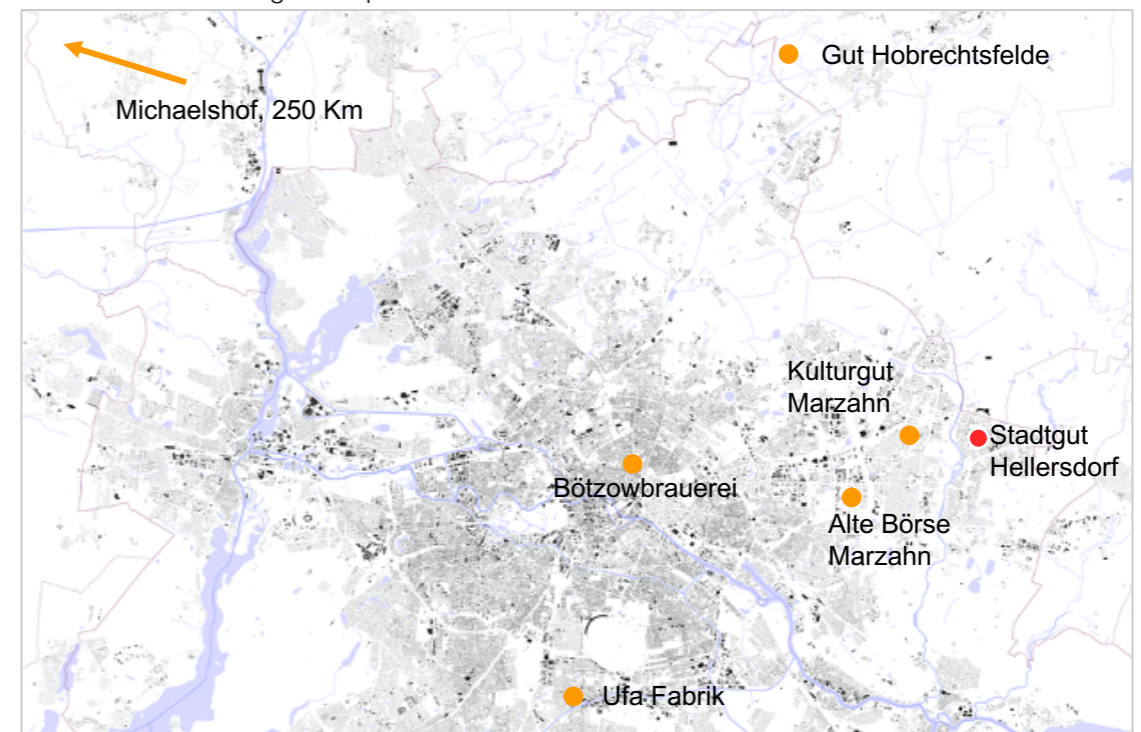 Gut Hobrechtsfelde
Michaelshof, 250 Km
Kulturgut
Marzahn
Stadtgut
Hellersdorf
Bötzowbrauerei
Alte Börse
Marzahn
Ufa Fabrik